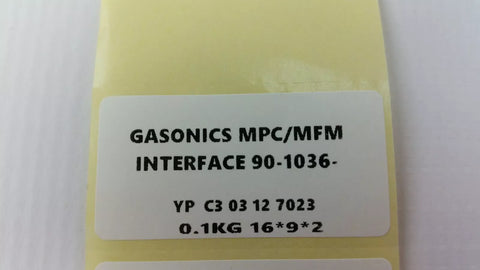 GASONICS MPC/MFM
INTERFACE 90-1036-
YP C3 03 12 7023
0.1KG 16*9*2